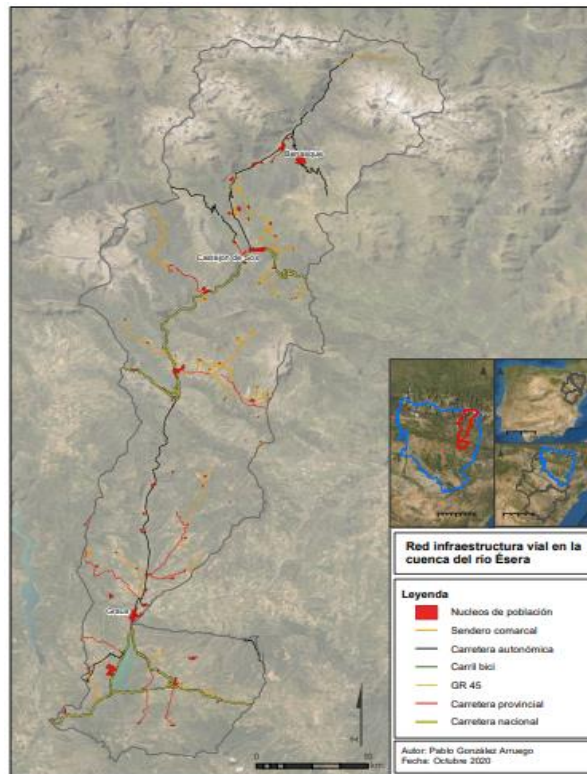 Benasque
Castejón de Sos
Graus
Red infraestructura vial en la
cuenca del río Ésera
Leyenda
Nucleos de población
Sendero comarcal
Carretera autonómica
Carril bici
GR 45
Carretera provincial
Carretera nacional
Autor: Pablo González Arruego
Fecha: Octubre 2020